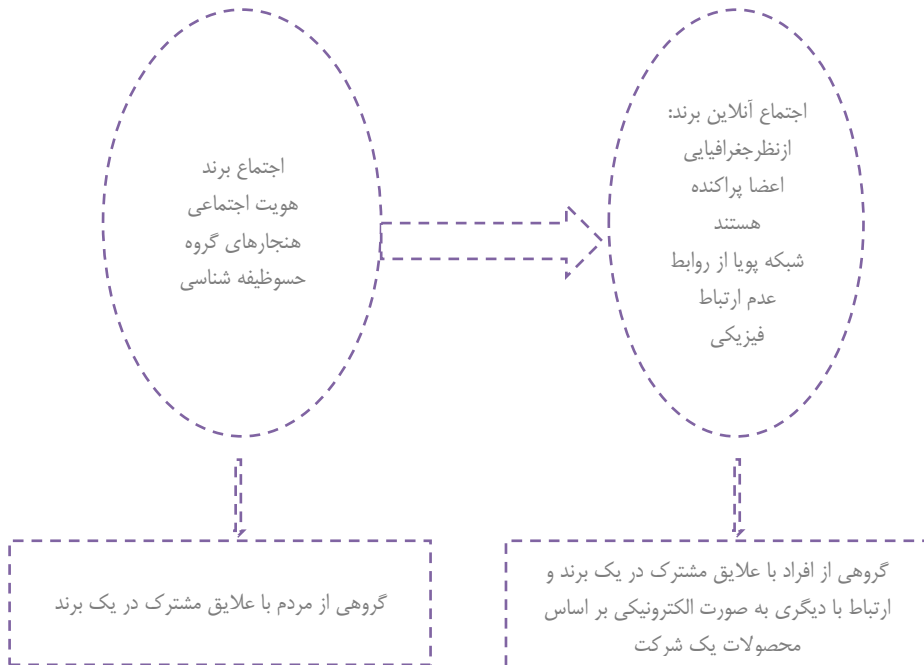 اجتماع برند
هویت اجتماعی
هنجارهای گروه
حسوظیفه شناسی
اجتماع آنلاین برند:
ازنظرجغرافیایی
اعضا پراکنده
هستند
شبکه پویا از روابط
عدم ارتباط
فیزیکی
گروهی از مردم با علایق مشترک در یک برند
گروهی از افراد با علایق مشترک در یک برند و
ارتباط با دیگری به صورت الکترونیکی بر اساس
محصولات یک شرکت